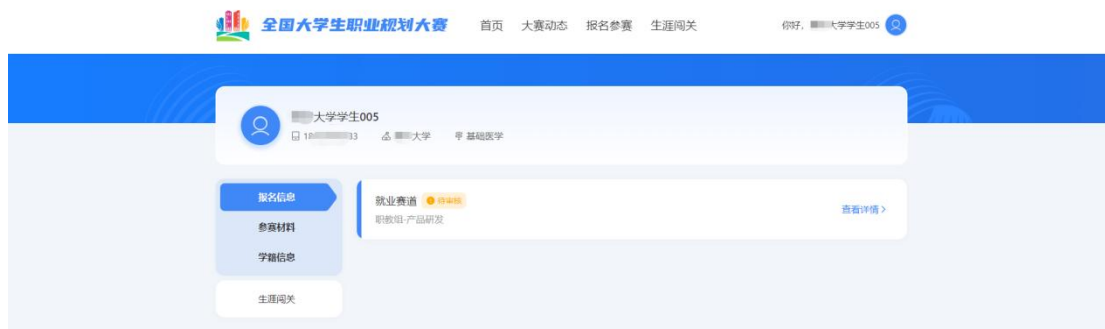 全国大学生职业规划大赛 首页 大赛动态 报名参赛 生涯闯关 你好, 大学学生005
大学学生005
18 33 大学 基础医学
报名信息
就业赛道 待审核
职教组·产品研发
查看详情 >
参赛材料
学籍信息
生涯闯关